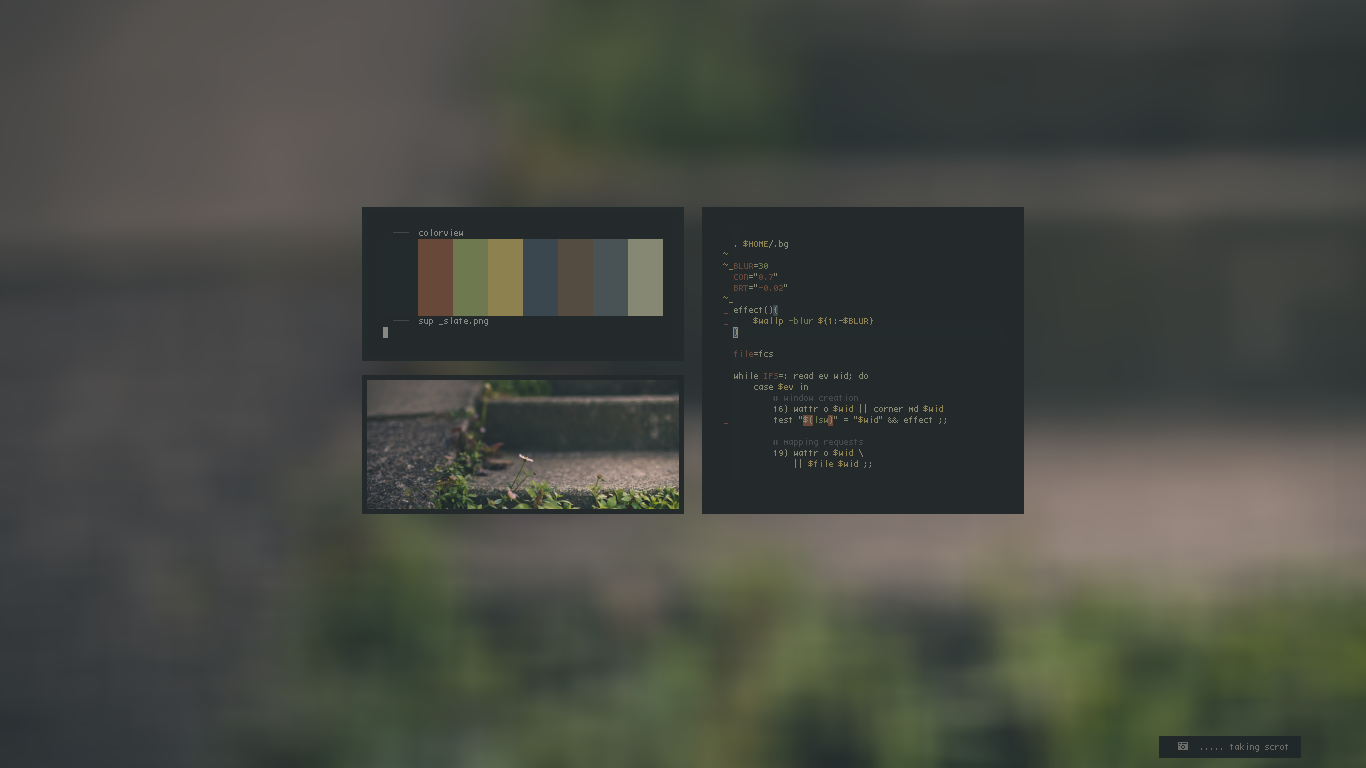 colorview
sup _slate.png
. $HOME/.bg
~
~_BLUR=30
CON="0.7"
BRT="-0.02"
~_
_ effect(){
_ $wallp -blur ${1:-$BLUR}
}
file=fcs
while IFS=: read ev wid; do
case $ev in
# window creation
16) wattr o $wid || corner md $wid
_ test "$(lsw)" = "$wid" && effect ;;
# mapping requests
19) wattr o $wid \
|| $file $wid ;;
..... taking scrot